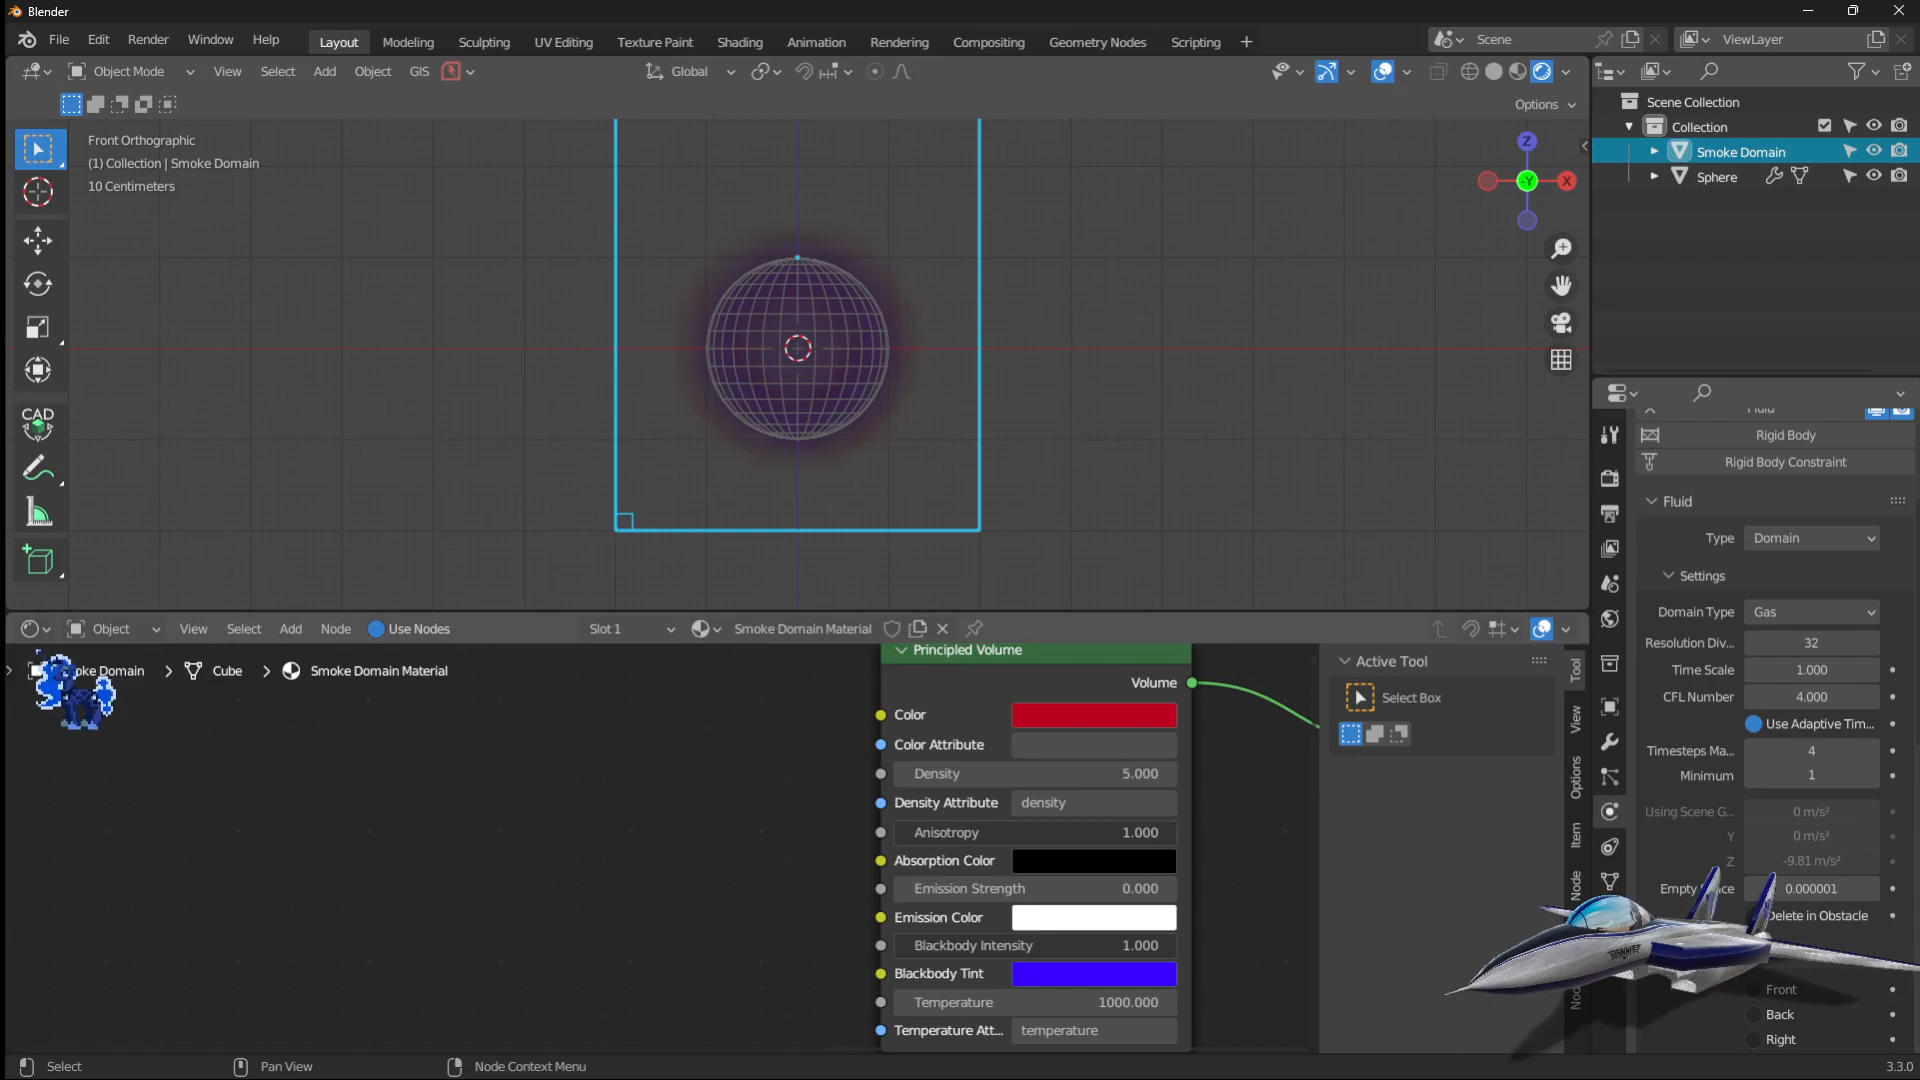 Blender
File Edit Render Window Help Layout Modeling Sculpting UV Editing Texture Paint Shading Animation Rendering Compositing Geometry Nodes Scripting + Scene ViewLayer
Object Mode View Select Add Object GIS Global
Options
Front Orthographic
(1) Collection | Smoke Domain
10 Centimeters
CAD
Z
-Y
X
Scene Collection
Collection
Smoke Domain
Sphere
Rigid Body
Rigid Body Constraint
Fluid
Type Domain
Settings
Domain Type Gas
Resolution Div... 32
Time Scale 1.000
CFL Number 4.000
Use Adaptive Tim...
Timesteps Ma... 4
Minimum 1
Using Scene G... 0 m/s²
Y 0 m/s²
Z -9.81 m/s²
0.000001
Delete in Obstacle
Front
Back
Right
Object View Select Add Node Use Nodes Slot 1 Smoke Domain Material
Domain > Cube > Smoke Domain Material
Principled Volume
Volume
Color
Color Attribute
Density 5.000
Density Attribute density
Anisotropy 1.000
Absorption Color
Emission Strength 0.000
Emission Color
Blackbody Intensity 1.000
Blackbody Tint
Temperature 1000.000
Temperature Att... temperature
Active Tool
Select Box
Tool
View
Options
Item
Node
Select Pan View Node Context Menu 3.3.0